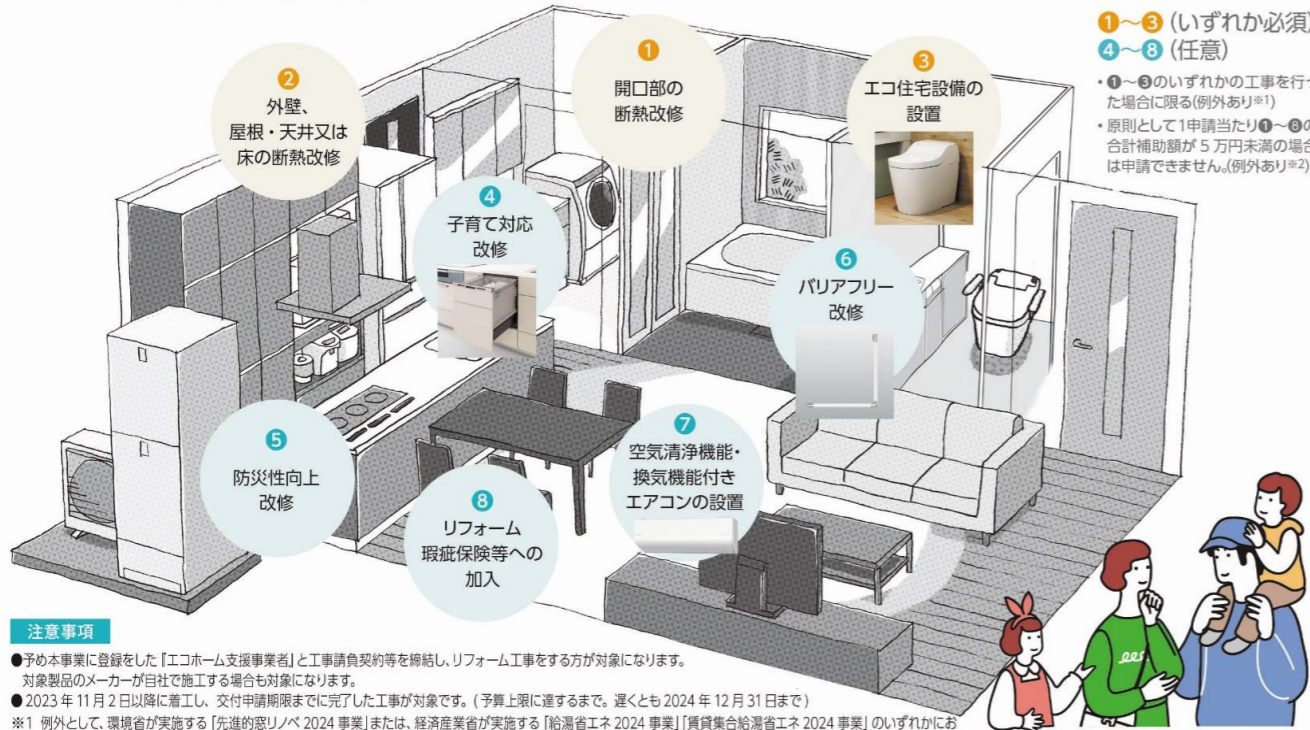 ①～③(いずれか必須)
④～⑧(任意)
・❶～❸のいずれかの工事を行っ
た場合に限る(例外あり※1)
・原則として1申請当たり❶～❽の
合計補助額が5万円未満の場合
は申請できません。(例外あり※2)
①
開口部の
断熱改修
②
外壁、
屋根・天井又は
床の断熱改修
③
エコ住宅設備の
設置
④
子育て対応
改修
⑤
防災性向上
改修
⑥
バリアフリー
改修
⑦
空気清浄機能・
換気機能付き
エアコンの設置
⑧
リフォーム
瑕疵保険等への
加入
注意事項
●予め本事業に登録をした『エコホーム支援事業者』と工事請負契約等を締結し、リフォーム工事をする方が対象になります。
対象製品のメーカーが自社で施工する場合も対象になります。
●2023年11月2日以降に着工し、交付申請期限までに完了した工事が対象です。(予算上限に達するまで。遅くとも2024年12月31日まで)
※1 例外として、環境省が実施する「先進的窓リノベ2024事業」または、経済産業省が実施する「給湯省エネ2024事業」「賃貸集合給湯省エネ2024事業」のいずれかにお